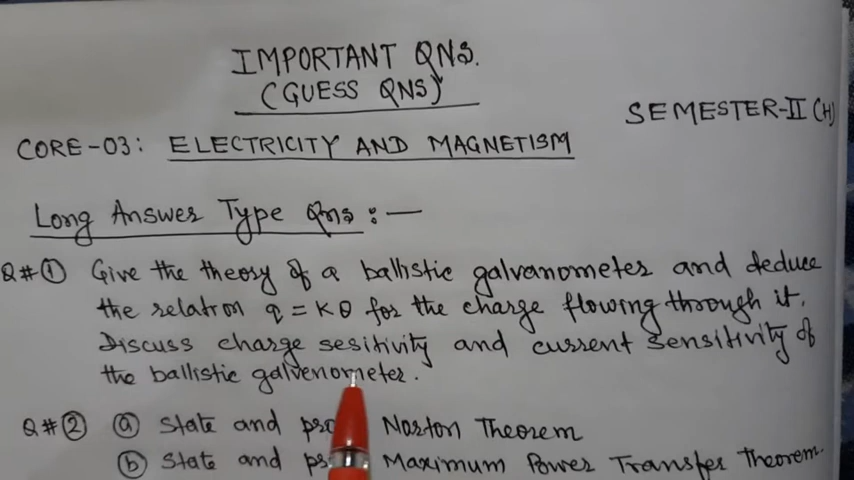 IMPORTANT QNS.
(GUESS QNS)
SEMESTER-II (H)
CORE-03: ELECTRICITY AND MAGNETISM
Long Answer Type Qns :—
Q#① Give the theory of a ballistic galvanometer and deduce
the relation q = Kθ for the charge flowing through it.
Discuss charge sesitivity and current sensitivity of
the ballistic galvenometer.
Q#② ⓐ State and Norton Theorem
ⓑ State and Maximum Power Transfer Theorem.